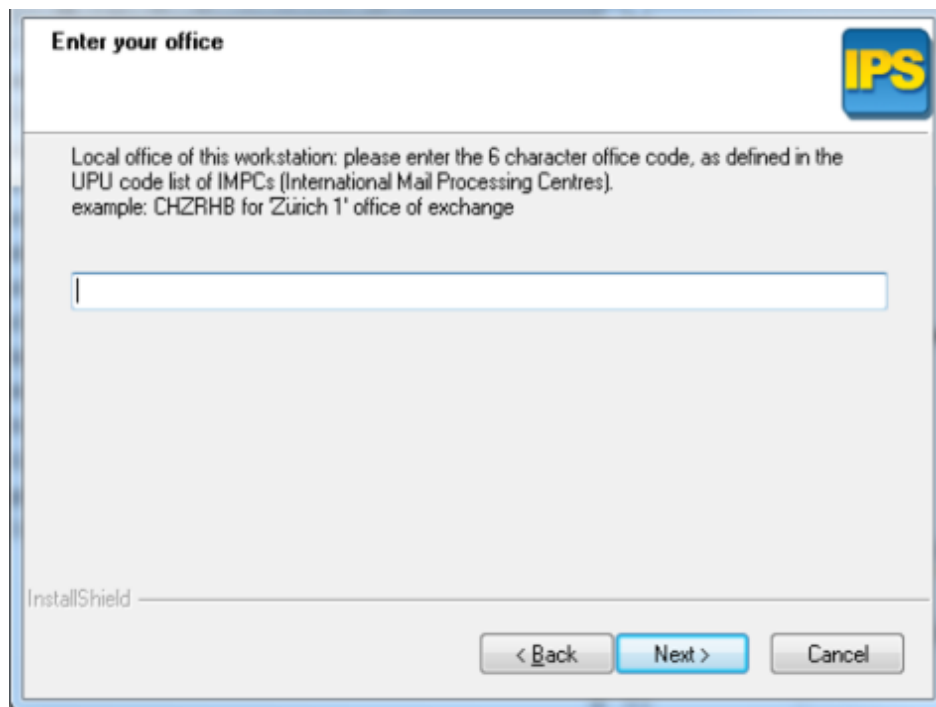 Enter your office
IPS
Local office of this workstation: please enter the 6 character office code, as defined in the
UPU code list of IMPCs (International Mail Processing Centres).
example: CHZRHB for 'Zürich 1' office of exchange
InstallShield
< Back
Next >
Cancel